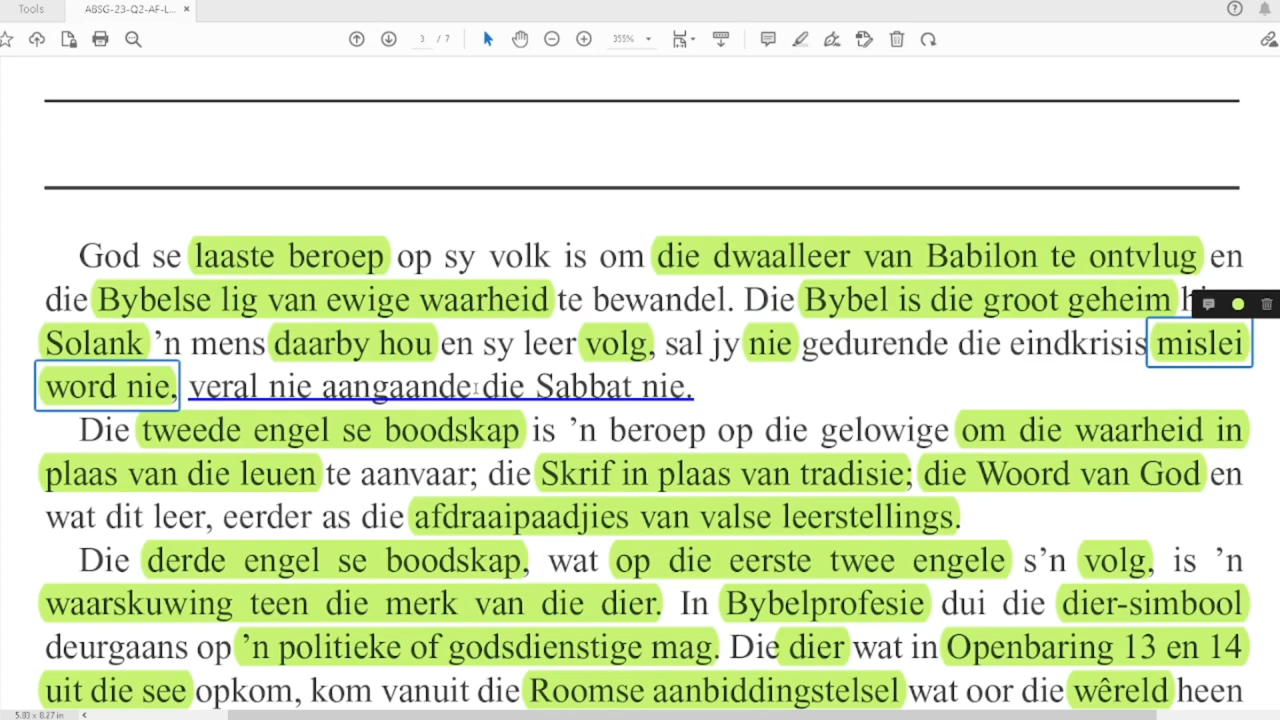 Tools
ABSG-23-Q2-AF-L... ×
3 / 7
355%
God se laaste beroep op sy volk is om die dwaalleer van Babilon te ontvlug en
die Bybelse lig van ewige waarheid te bewandel. Die Bybel is die groot geheim
Solank ’n mens daarby hou en sy leer volg, sal jy nie gedurende die eindkrisis mislei
word nie, veral nie aangaande die Sabbat nie.
Die tweede engel se boodskap is ’n beroep op die gelowige om die waarheid in
plaas van die leuen te aanvaar; die Skrif in plaas van tradisie; die Woord van God en
wat dit leer, eerder as die afdraaipaadjies van valse leerstellings.
Die derde engel se boodskap, wat op die eerste twee engele s’n volg, is ’n
waarskuwing teen die merk van die dier. In Bybelprofesie dui die dier-simbool
deurgaans op ’n politieke of godsdienstige mag. Die dier wat in Openbaring 13 en 14
uit die see opkom, kom vanuit die Roomse aanbiddingstelsel wat oor die wêreld heen
5.83 x 8.27 in